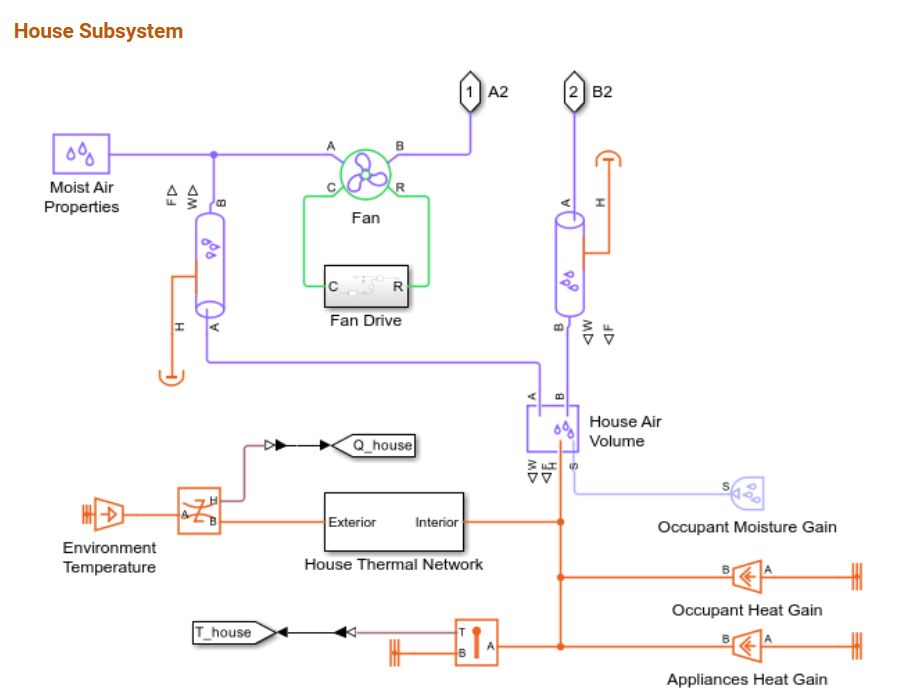 House Subsystem
1 A2
2 B2
A B
Moist Air
Properties
F W B
C R
Fan
A H
C R
Fan Drive
H A
B W F
A B
House Air
Volume
Q_house
W F H S
S
Occupant Moisture Gain
H
A B
Exterior Interior
Environment
Temperature
House Thermal Network
B A
Occupant Heat Gain
T_house
T
B A
B A
Appliances Heat Gain